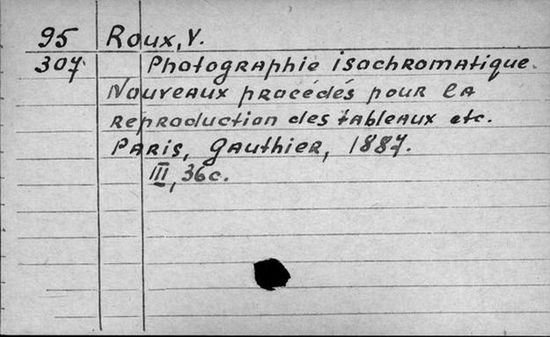 95 Roux, V.
307 Photographie isochromatique.
Nouveaux procédés pour la
reproduction des tableaux etc.
Paris, Gauthier, 1887.
III, 36c.